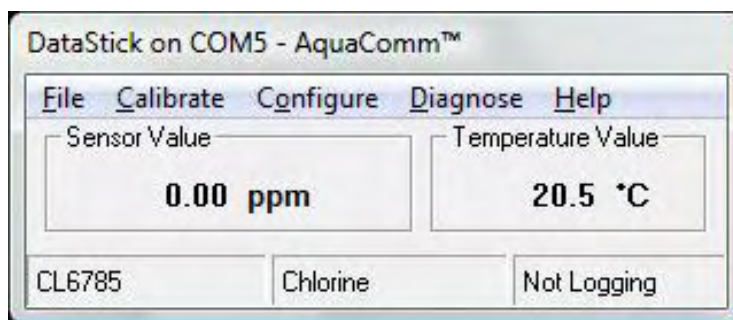 DataStick on COM5 - AquaComm™
File Calibrate Configure Diagnose Help
Sensor Value Temperature Value
0.00 ppm 20.5 °C
CL6785 Chlorine Not Logging